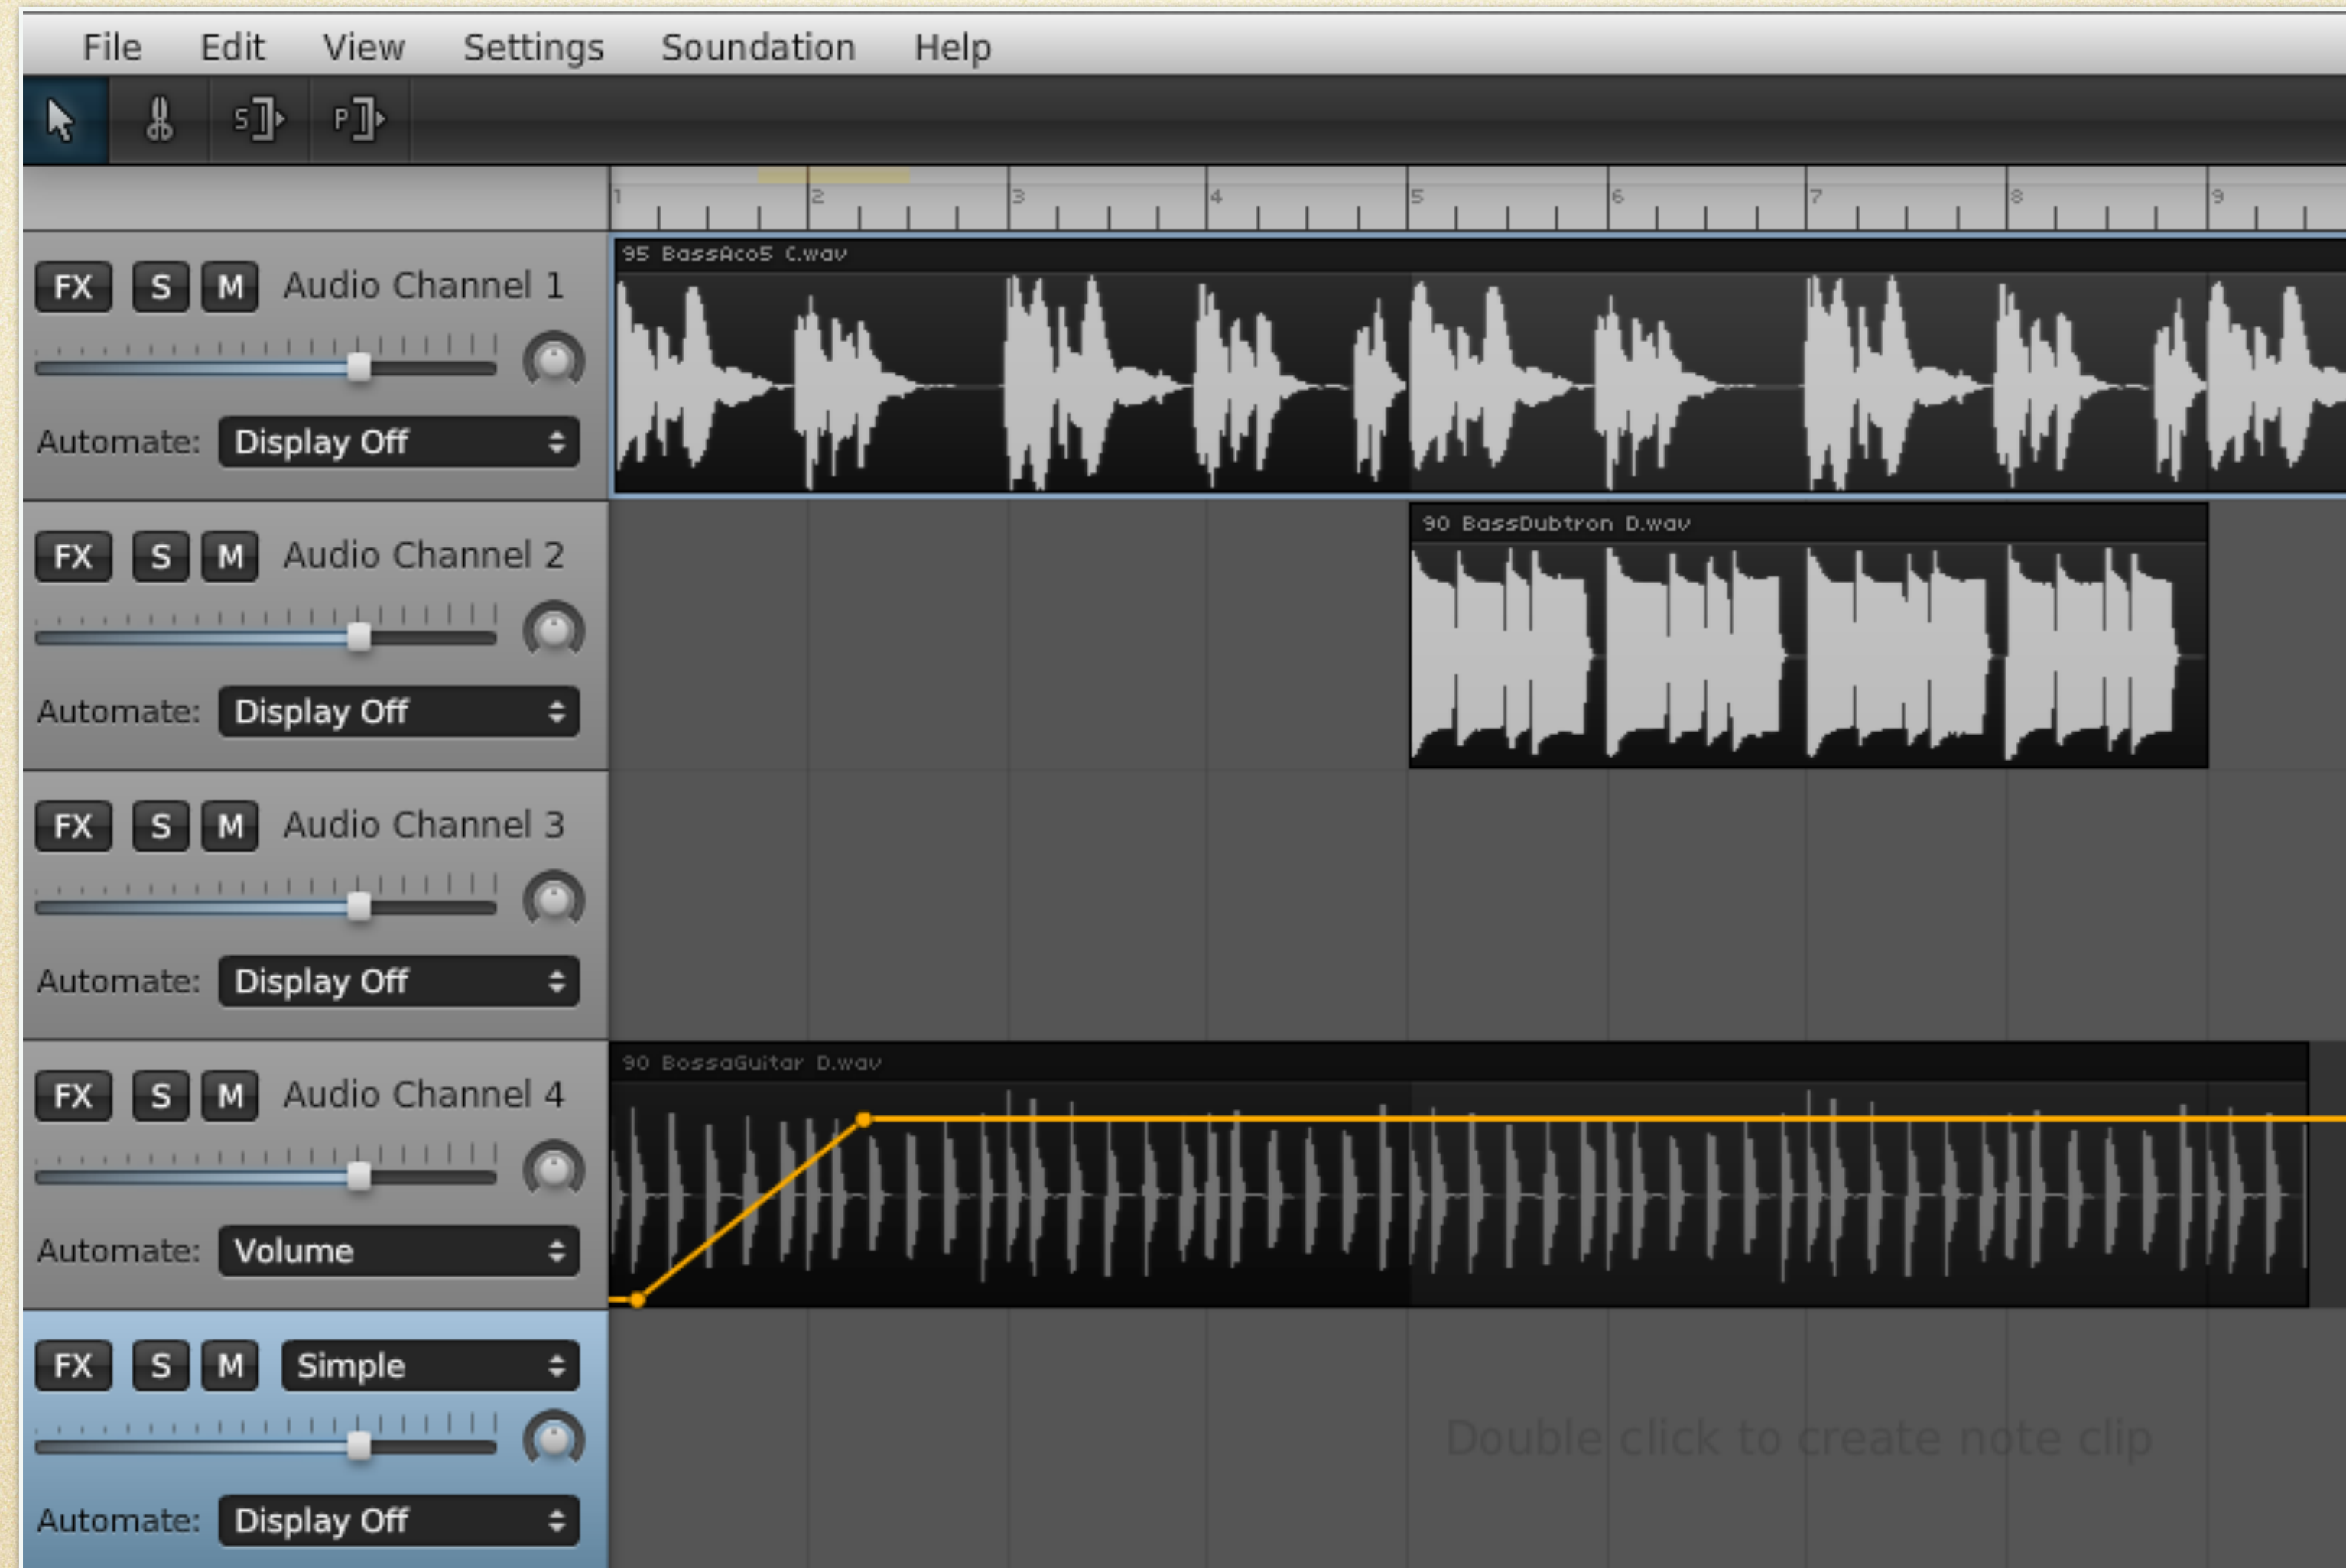 File Edit View Settings Soundation Help
S P
1 2 3 4 5 6 7 8 9
95 BassAco5 C.wav
FX S M Audio Channel 1
Automate: Display Off
90 BassDubtron D.wav
FX S M Audio Channel 2
Automate: Display Off
FX S M Audio Channel 3
Automate: Display Off
90 BossaGuitar D.wav
FX S M Audio Channel 4
Automate: Volume
FX S M Simple
Double click to create note clip
Automate: Display Off